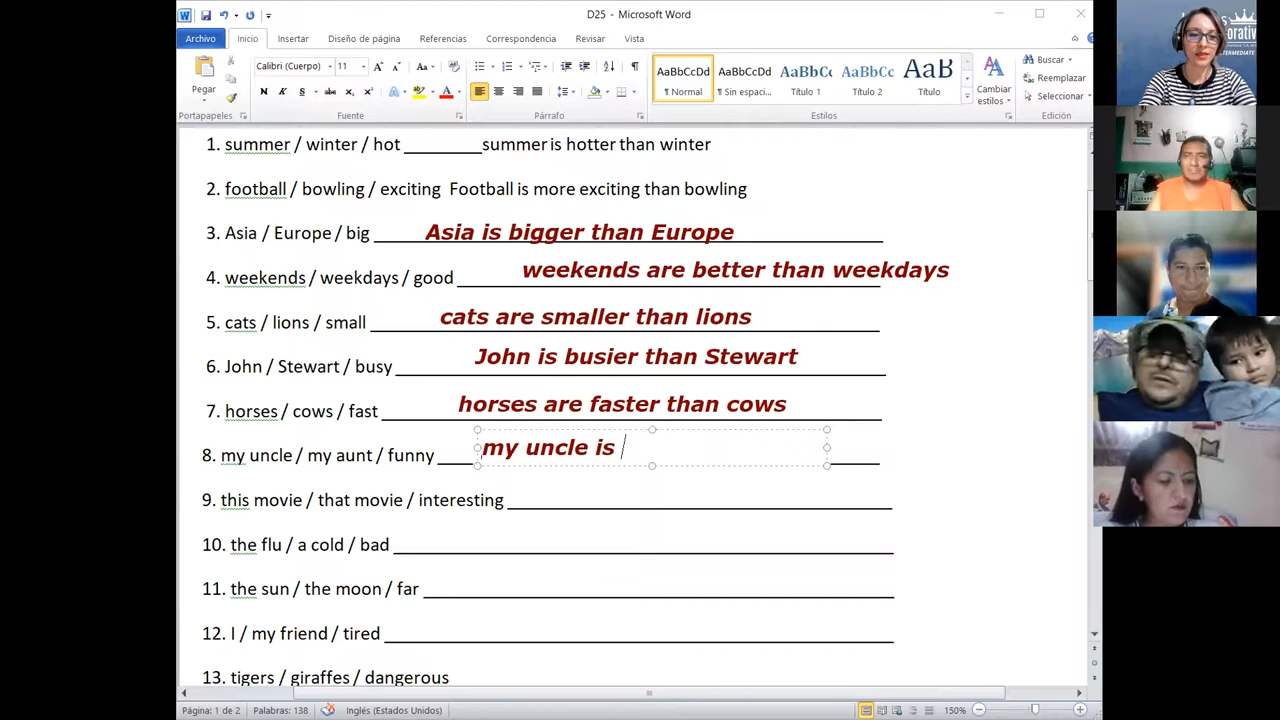 D25 - Microsoft Word
Archivo Inicio Insertar Diseño de página Referencias Correspondencia Revisar Vista
Pegar
Calibri (Cuerpo) 11
AaBbCcDd AaBbCcDd AaBbCc AaBbCc AaB
¶ Normal ¶ Sin espaci... Título 1 Título 2 Título
Cambiar estilos
Buscar
Reemplazar
Seleccionar
Portapapeles Fuente Párrafo Estilos Edición
1. summer / winter / hot _________summer is hotter than winter
2. football / bowling / exciting Football is more exciting than bowling
3. Asia / Europe / big Asia is bigger than Europe
4. weekends / weekdays / good weekends are better than weekdays
5. cats / lions / small cats are smaller than lions
6. John / Stewart / busy John is busier than Stewart
7. horses / cows / fast horses are faster than cows
8. my uncle / my aunt / funny my uncle is
9. this movie / that movie / interesting
10. the flu / a cold / bad
11. the sun / the moon / far
12. I / my friend / tired
13. tigers / giraffes / dangerous
Página: 1 de 2 Palabras: 138 Inglés (Estados Unidos) 150%